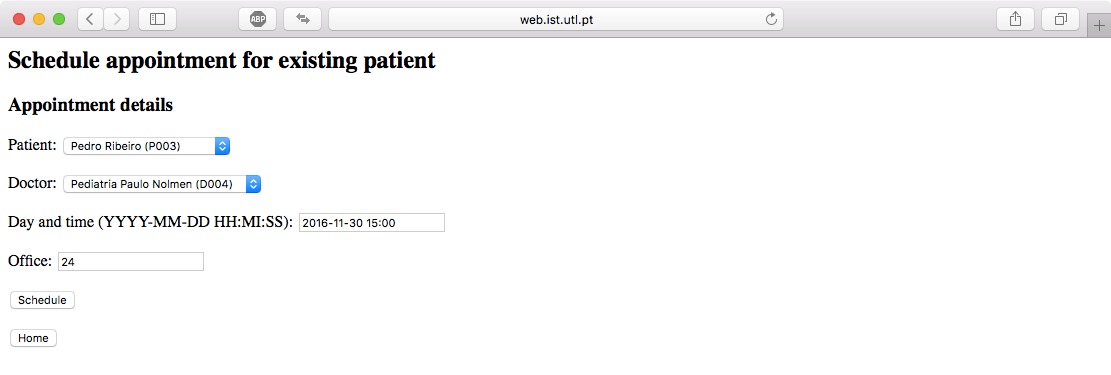 ABP
web.ist.utl.pt
Schedule appointment for existing patient
Appointment details
Patient: Pedro Ribeiro (P003)
Doctor: Pediatria Paulo Nolmen (D004)
Day and time (YYYY-MM-DD HH:MI:SS): 2016-11-30 15:00
Office: 24
Schedule
Home